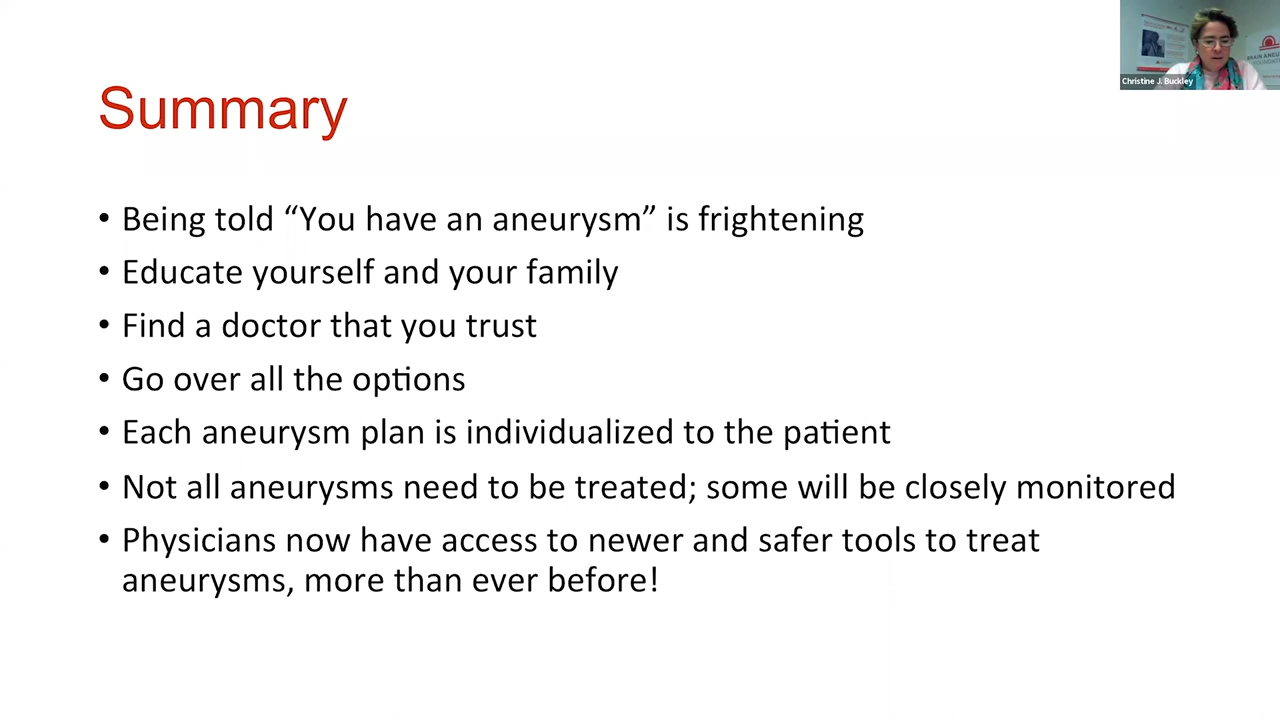 Summary
• Being told “You have an aneurysm” is frightening
• Educate yourself and your family
• Find a doctor that you trust
• Go over all the options
• Each aneurysm plan is individualized to the patient
• Not all aneurysms need to be treated; some will be closely monitored
• Physicians now have access to newer and safer tools to treat
aneurysms, more than ever before!
Christine J. Buckley